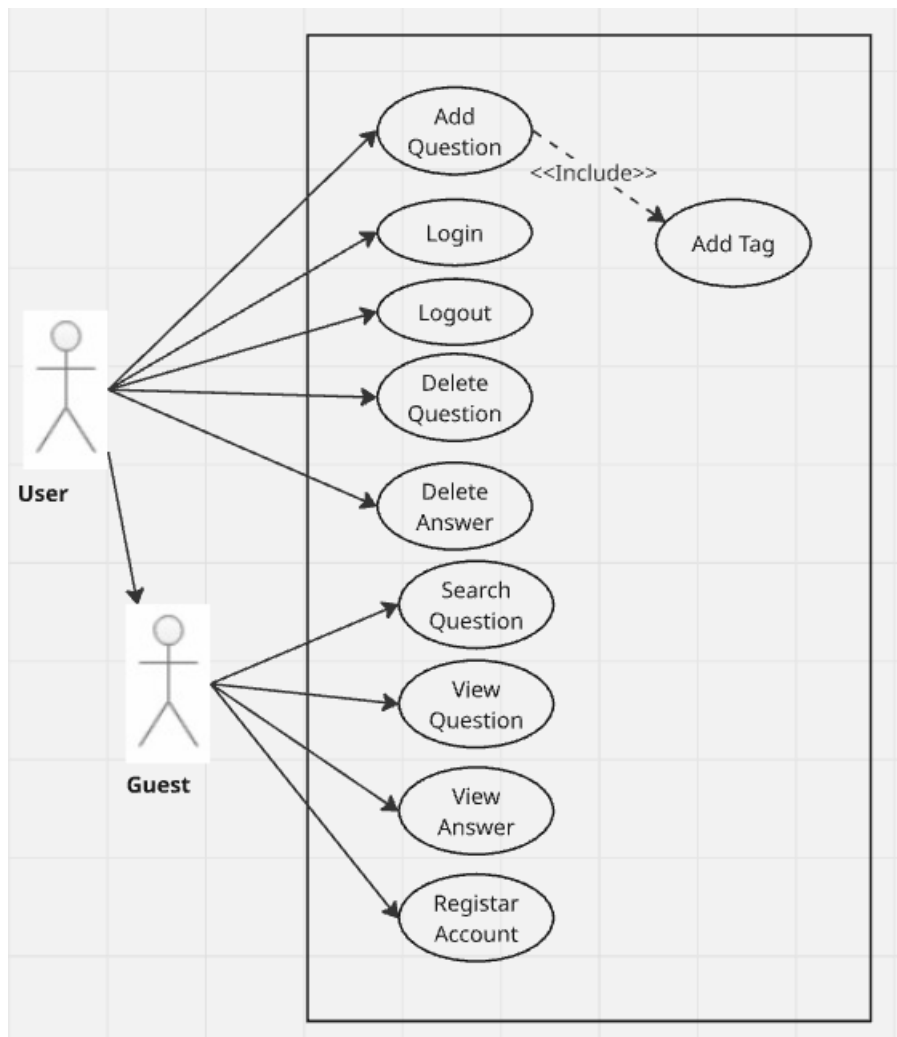 Add
Question
<<Include>>
Login
Add Tag
Logout
Delete
Question
User
Delete
Answer
Search
Question
View
Question
Guest
View
Answer
Registar
Account